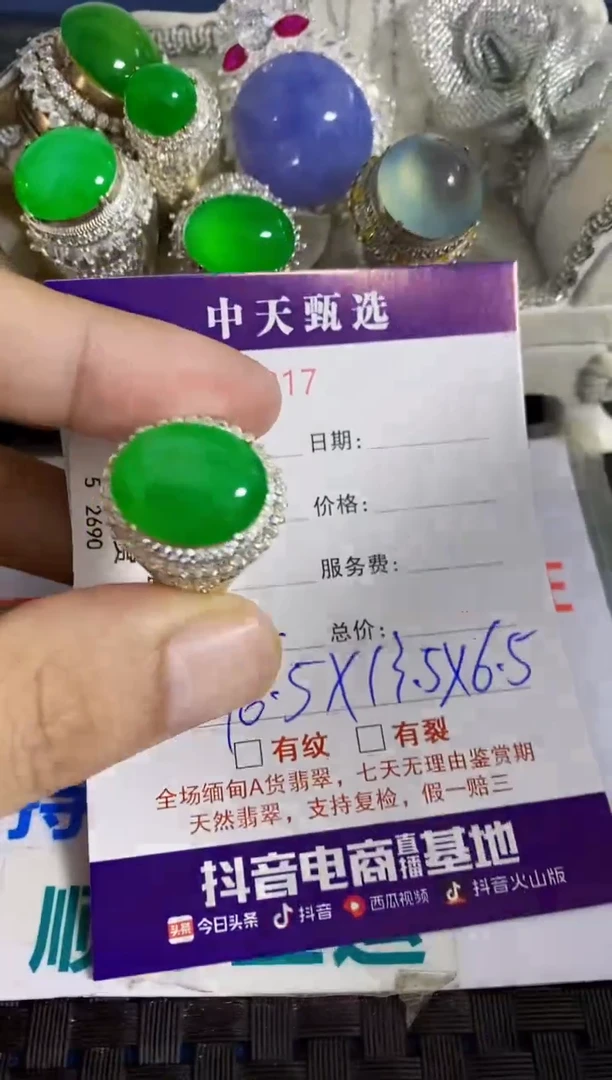 中天甄选
17
日期:
价格:
5 2690
服务费:
总价:
16.5X13.5X6.5
有纹 有裂
全场缅甸A货翡翠，七天无理由鉴赏期
天然翡翠，支持复检，假一赔三
抖音电商直播基地
头条 今日头条 抖音 西瓜视频 抖音火山版
顺